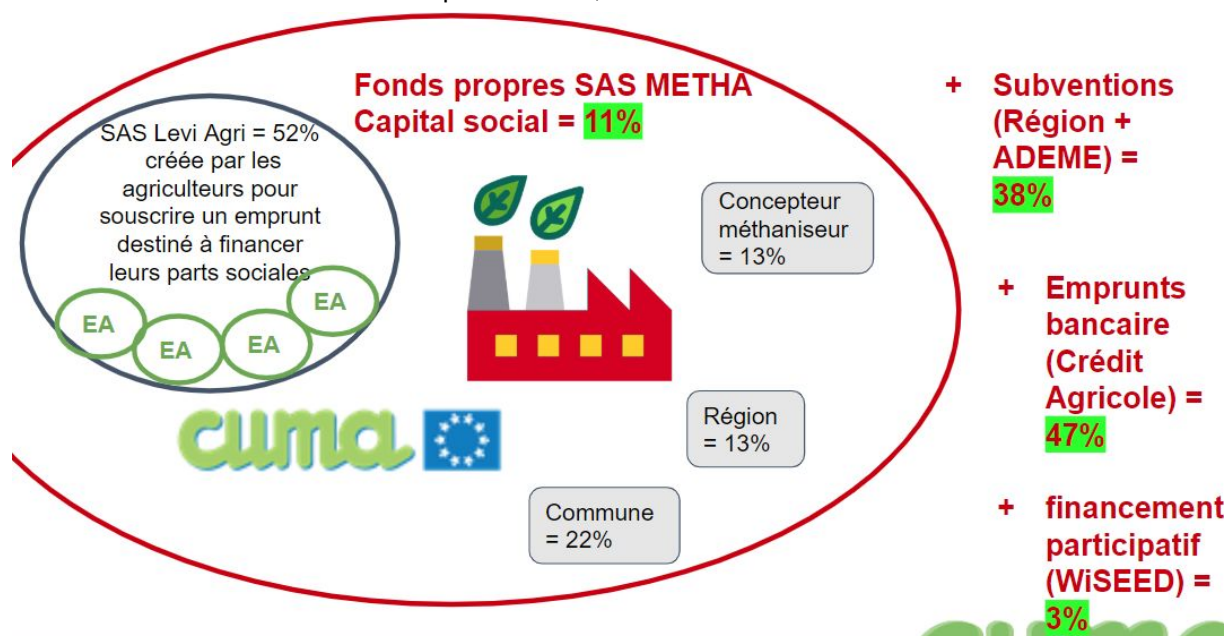 Fonds propres SAS METHA
Capital social = 11%
SAS Levi Agri = 52%
créée par les
agriculteurs pour
souscrire un emprunt
destiné à financer
leurs parts sociales
EA
EA
EA
EA
cuma
Concepteur
méthaniseur
= 13%
Région
= 13%
Commune
= 22%
+ Subventions
(Région +
ADEME) =
38%
+ Emprunts
bancaire
(Crédit
Agricole) =
47%
+ financement
participatif
(WiSEED) =
3%